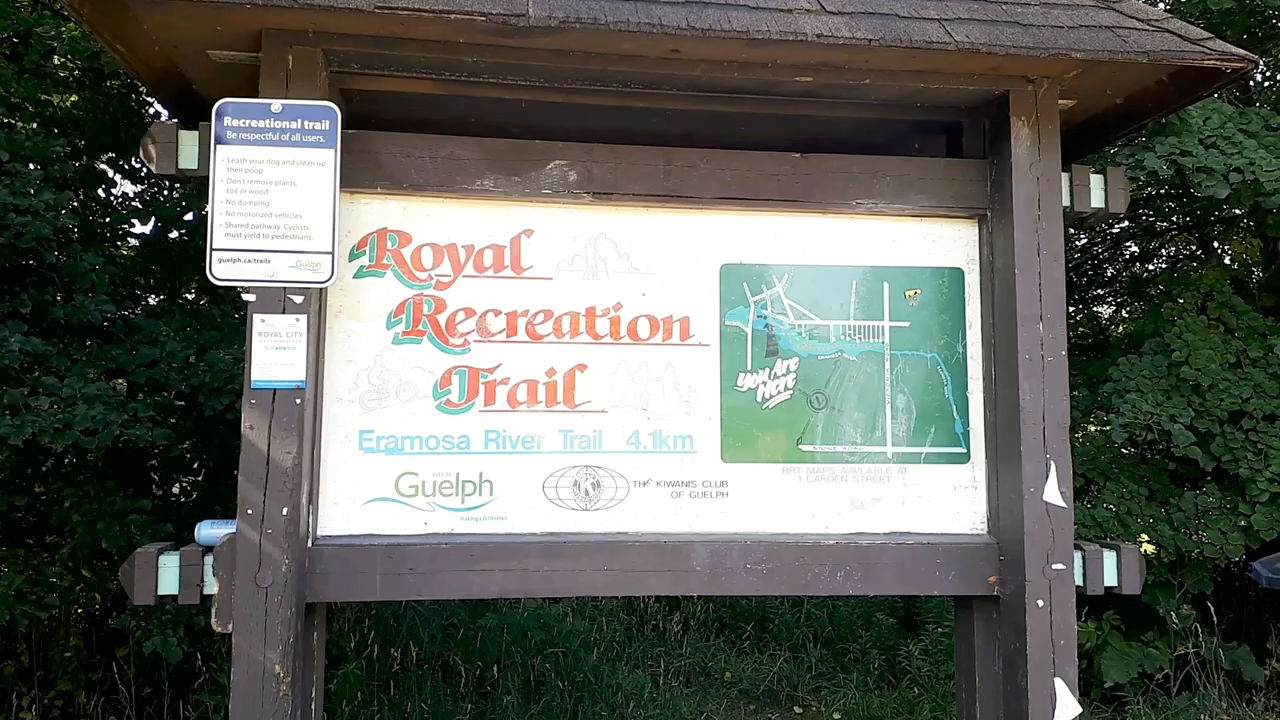 Recreational trail
Be respectful of all users.
• Leash your dog and clean up
their poop
• Don't remove plants,
soil or wood
• No dumping
• No motorized vehicles
• Shared pathway. Cyclists
must yield to pedestrians.
guelph.ca/trails
Guelph
ROYAL CITY
Royal
Recreation
Trail
Eramosa River Trail 4.1km
CITY OF
Guelph
Making a Difference
THE KIWANIS CLUB
OF GUELPH
You Are
Here
STONE ROAD
RRT MAPS AVAILABLE AT
1 CARDEN STREET